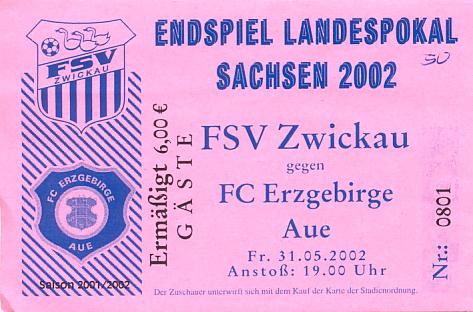 ENDSPIEL LANDESPOKAL
SACHSEN 2002
30
FSV
ZWICKAU
FC ERZGEBIRGE
AUE
Saison 2001/2002
Ermäßigt 6,00 €
GÄSTE
FSV Zwickau
gegen
FC Erzgebirge
Aue
Fr. 31.05.2002
Anstoß: 19.00 Uhr
Nr.: 0801
Der Zuschauer unterwirft sich mit dem Kauf der Karte der Stadienordnung.